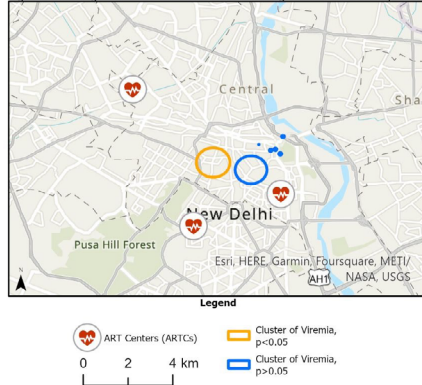 Central
Sha
New Delhi
Pusa Hill Forest
Esri, HERE, Garmin, Foursquare, METI/
NASA, USGS
AH1
N
Legend
ART Centers (ARTCs)
Cluster of Viremia,
p<0.05
Cluster of Viremia,
p>0.05
0 2 4 km